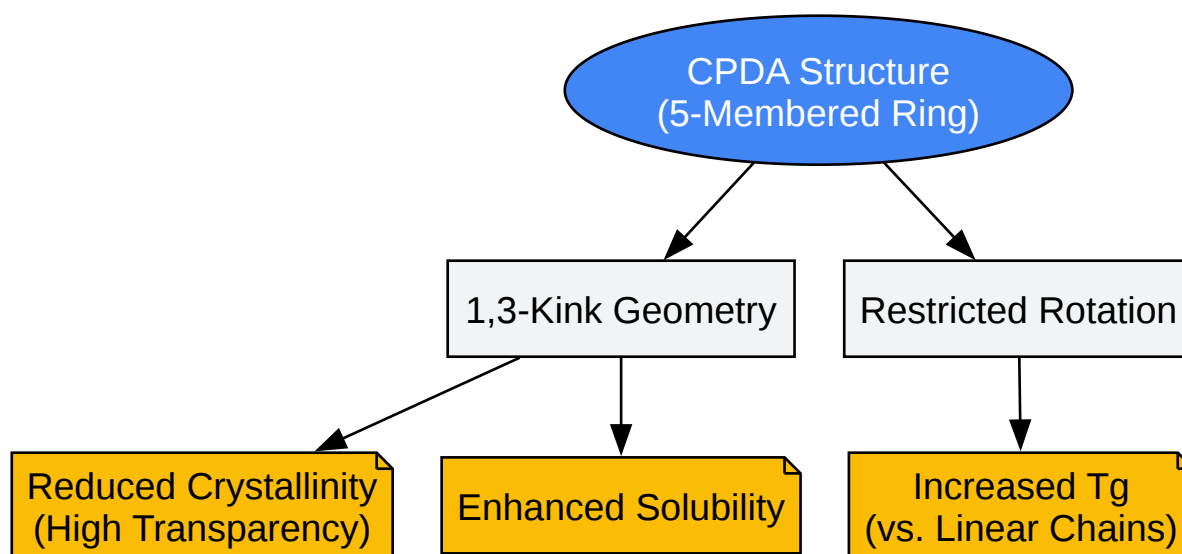 CPDA Structure
(5-Membered Ring)
1,3-Kink Geometry
Restricted Rotation
Reduced Crystallinity
(High Transparency)
Enhanced Solubility
Increased Tg
(vs. Linear Chains)